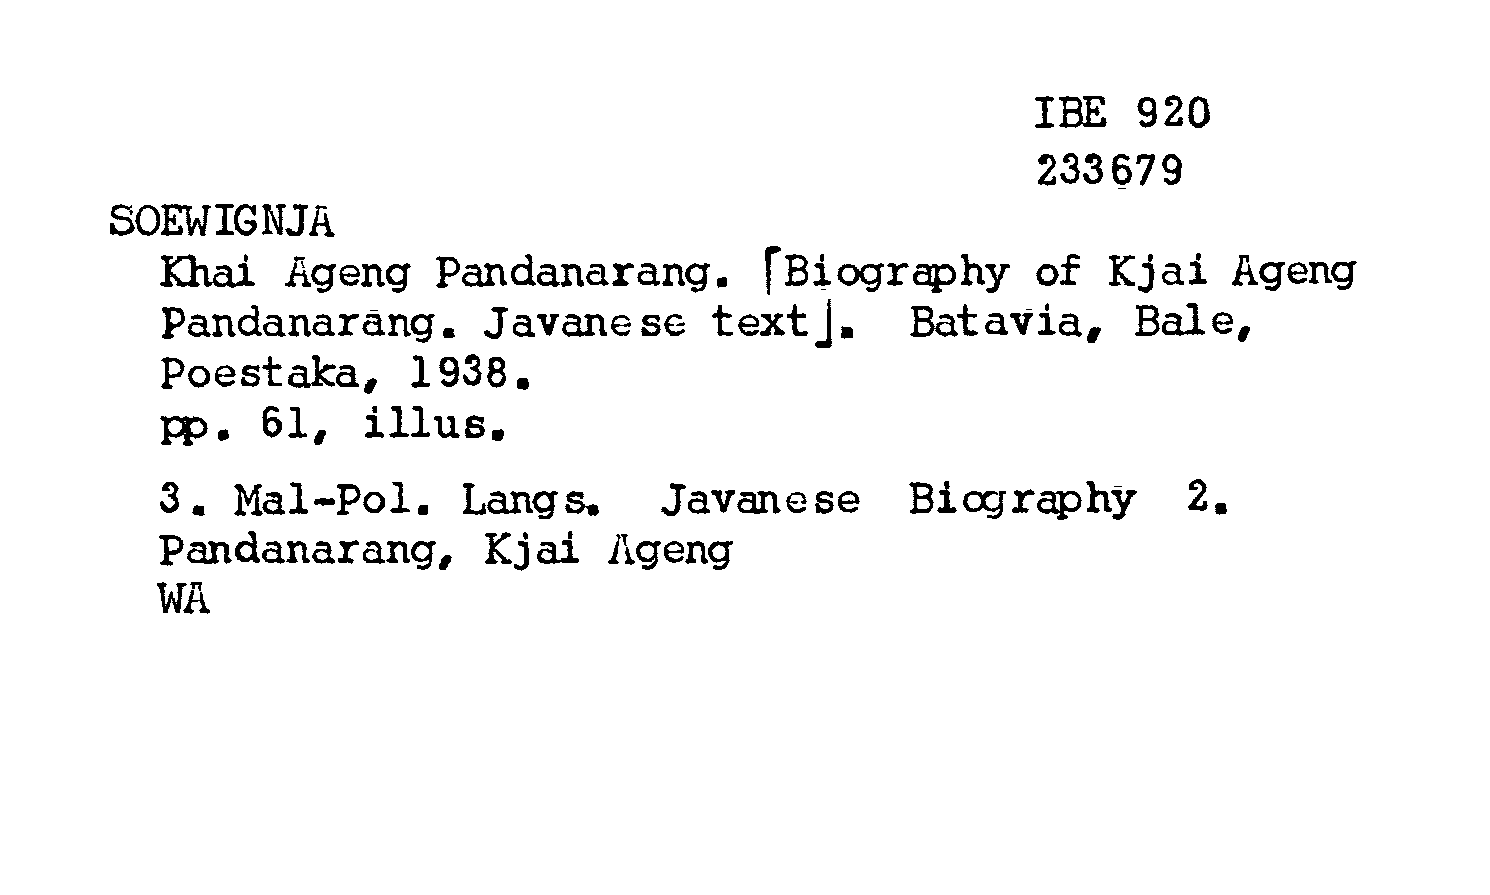 IBE 920
233679
SOEWIGNJA
Khai Ageng Pandanarang. ⌈Biography of Kjai Ageng
Pandanarang. Javanese text⌋. Batavia, Bale,
Poestaka, 1938.
pp. 61, illus.
3. Mal-Pol. Langs. Javanese Biography 2.
Pandanarang, Kjai Ageng
WA